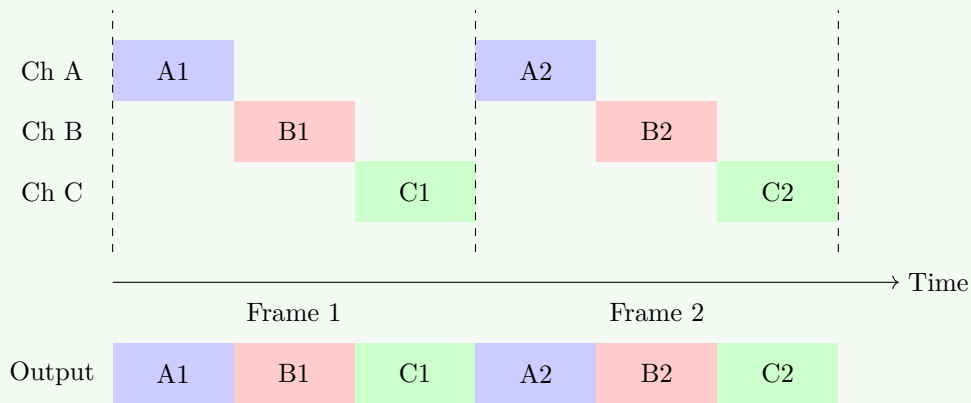 Ch A A1 A2
Ch B B1 B2
Ch C C1 C2
Time
Frame 1 Frame 2
Output A1 B1 C1 A2 B2 C2